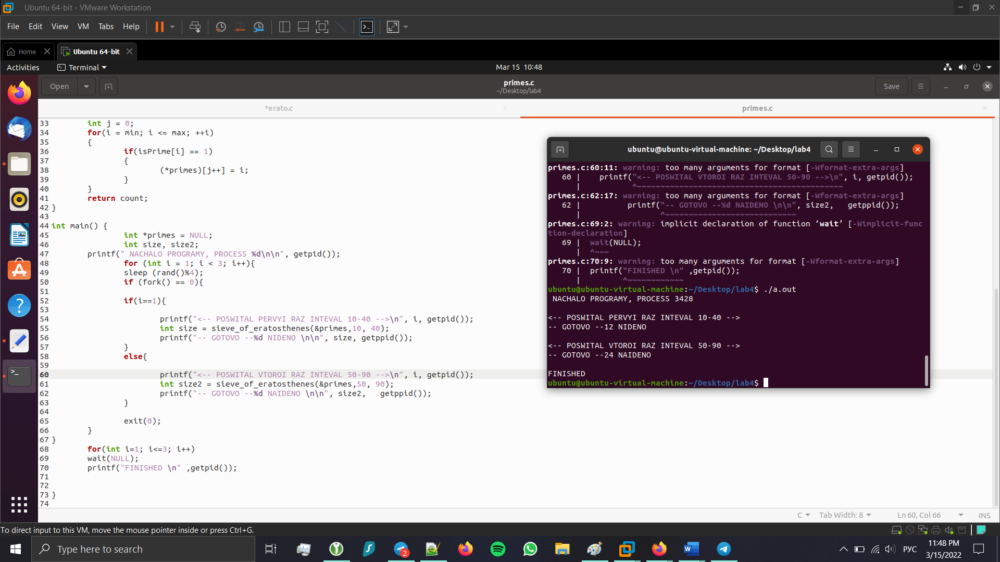 Ubuntu 64-bit - VMware Workstation
File Edit View VM Tabs Help
Home
Ubuntu 64-bit
Activities
Terminal
Mar 15 10:48
Open
primes.c
~/Desktop/lab4
Save
*erato.c
primes.c
33 int j = 0;
34 for(i = min; i <= max; ++i)
35 {
36 if(isPrime[i] == 1)
37 {
38 (*primes)[j++] = i;
39 }
40 }
41 return count;
42 }
43
44 int main() {
45 int *primes = NULL;
46 int size, size2;
47 printf(" NACHALO PROGRAMY, PROCESS %d\n\n", getpid());
48 for (int i = 1; i < 3; i++){
49 sleep (rand()%4);
50 if (fork() == 0){
51
52 if(i==1){
53
54 printf("<-- POSWITAL PERVYI RAZ INTEVAL 10-40 -->\n", i, getpid());
55 int size = sieve_of_eratosthenes(&primes,10, 40);
56 printf("-- GOTOVO --%d NIDENO \n\n", size, getppid());
57 }
58 else{
59
60 printf("<-- POSWITAL VTOROI RAZ INTEVAL 50-90 -->\n", i, getpid());
61 int size2 = sieve_of_eratosthenes(&primes,50, 90);
62 printf("-- GOTOVO --%d NAIDENO \n\n", size2, getppid());
63 }
64
65 exit(0);
66 }
67 }
68 for(int i=1; i<=3; i++)
69 wait(NULL);
70 printf("FINISHED \n" ,getpid());
71
72
73 }
74
ubuntu@ubuntu-virtual-machine: ~/Desktop/lab4
primes.c:60:11: warning: too many arguments for format [-Wformat-extra-args]
60 | printf("<-- POSWITAL VTOROI RAZ INTEVAL 50-90 -->\n", i, getpid());
| ^~~~~~~~~~~~~~~~~~~~~~~~~~~~~~~~~~~~~~~~~~~~~
primes.c:62:17: warning: too many arguments for format [-Wformat-extra-args]
62 | printf("-- GOTOVO --%d NAIDENO \n\n", size2, getppid());
| ^~~~~~~~~~~~~~~~~~~~~~~~~~~~~
primes.c:69:2: warning: implicit declaration of function ‘wait’ [-Wimplicit-func
tion-declaration]
69 | wait(NULL);
| ^~~~
primes.c:70:9: warning: too many arguments for format [-Wformat-extra-args]
70 | printf("FINISHED \n" ,getpid());
| ^~~~~~~~~~~~~
ubuntu@ubuntu-virtual-machine:~/Desktop/lab4$ ./a.out
NACHALO PROGRAMY, PROCESS 3428
<-- POSWITAL PERVYI RAZ INTEVAL 10-40 -->
-- GOTOVO --12 NIDENO
<-- POSWITAL VTOROI RAZ INTEVAL 50-90 -->
-- GOTOVO --24 NAIDENO
FINISHED
ubuntu@ubuntu-virtual-machine:~/Desktop/lab4$
C Tab Width: 8 Ln 60, Col 66 INS
To direct input to this VM, move the mouse pointer inside or press Ctrl+G.
Type here to search
2
РУС
11:48 PM
3/15/2022